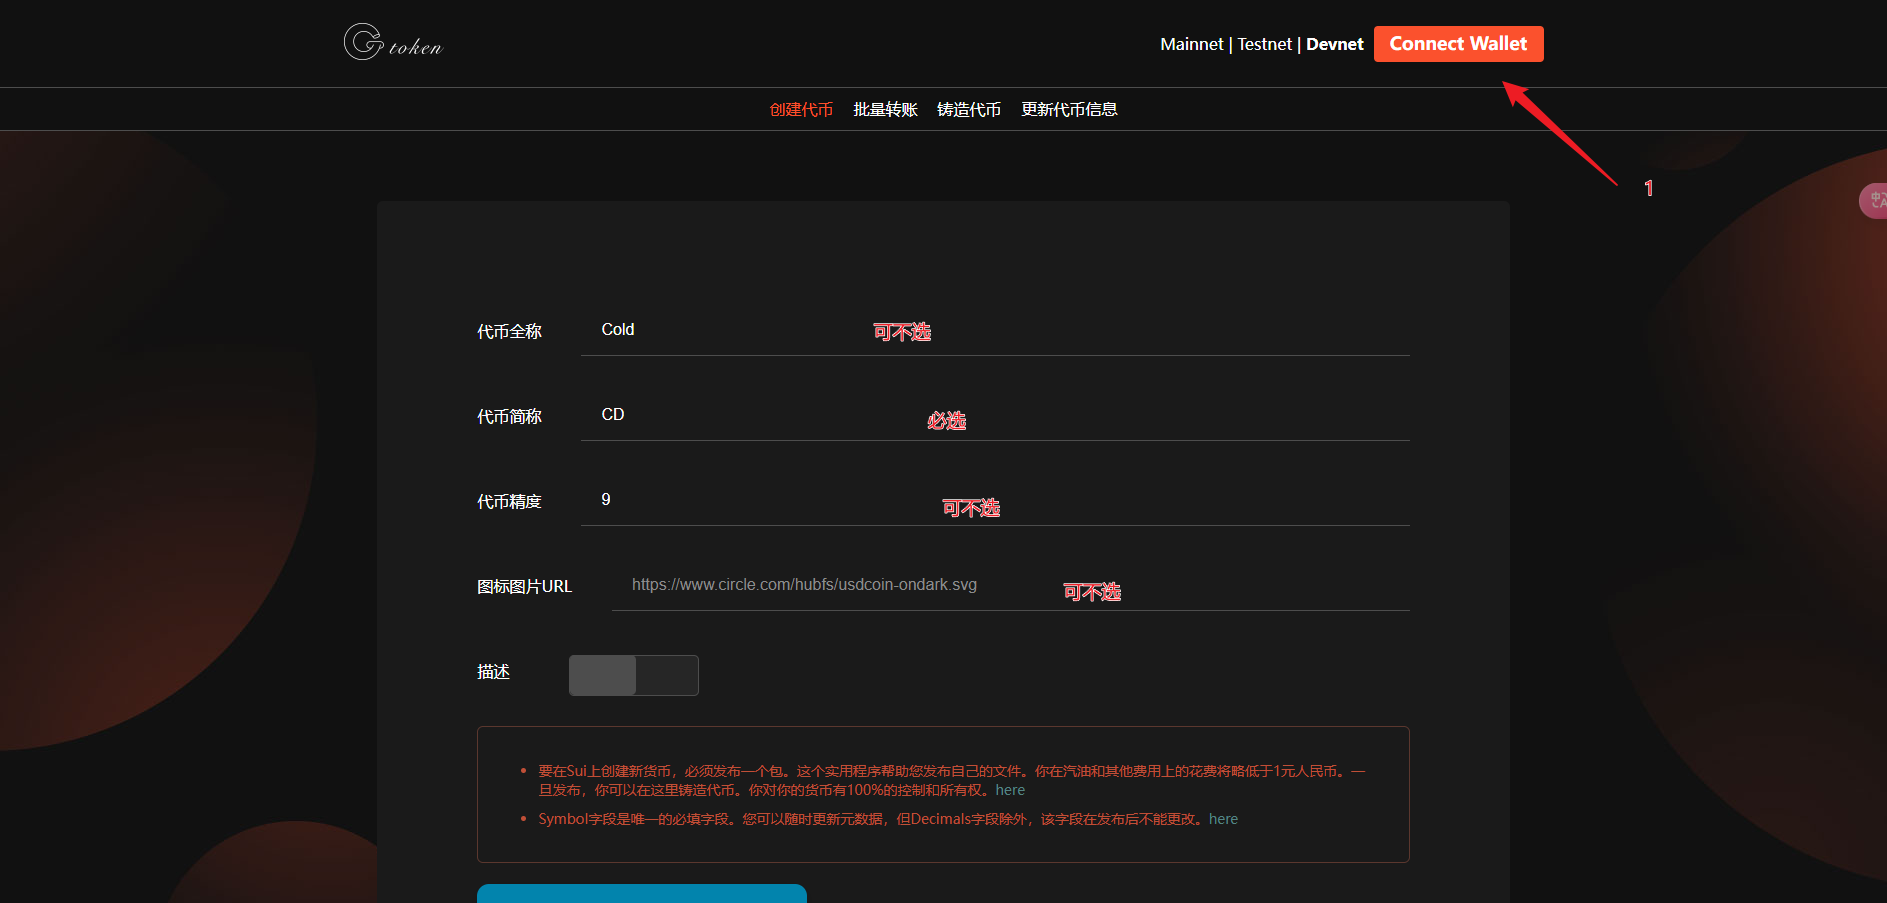 G token
Mainnet | Testnet | Devnet
Connect Wallet
创建代币 批量转账 铸造代币 更新代币信息
1
代币全称 Cold 可不选
代币简称 CD 必选
代币精度 9 可不选
图标图片URL https://www.circle.com/hubfs/usdcoin-ondark.svg 可不选
描述
• 要在Sui上创建新货币，必须发布一个包。这个实用程序帮助您发布自己的文件。你在汽油和其他费用上的花费将略低于1元人民币。一
旦发布，你可以在这里铸造代币。你对你的货币有100%的控制和所有权。here
• Symbol字段是唯一的必填字段。您可以随时更新元数据，但Decimals字段除外，该字段在发布后不能更改。here